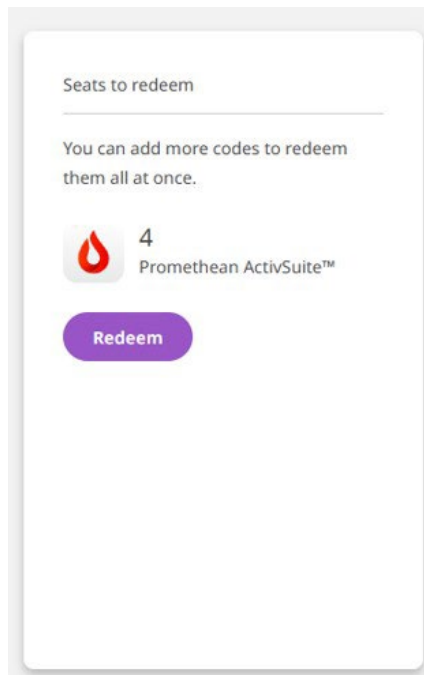 Seats to redeem
You can add more codes to redeem
them all at once.
4
Promethean ActivSuite™
Redeem